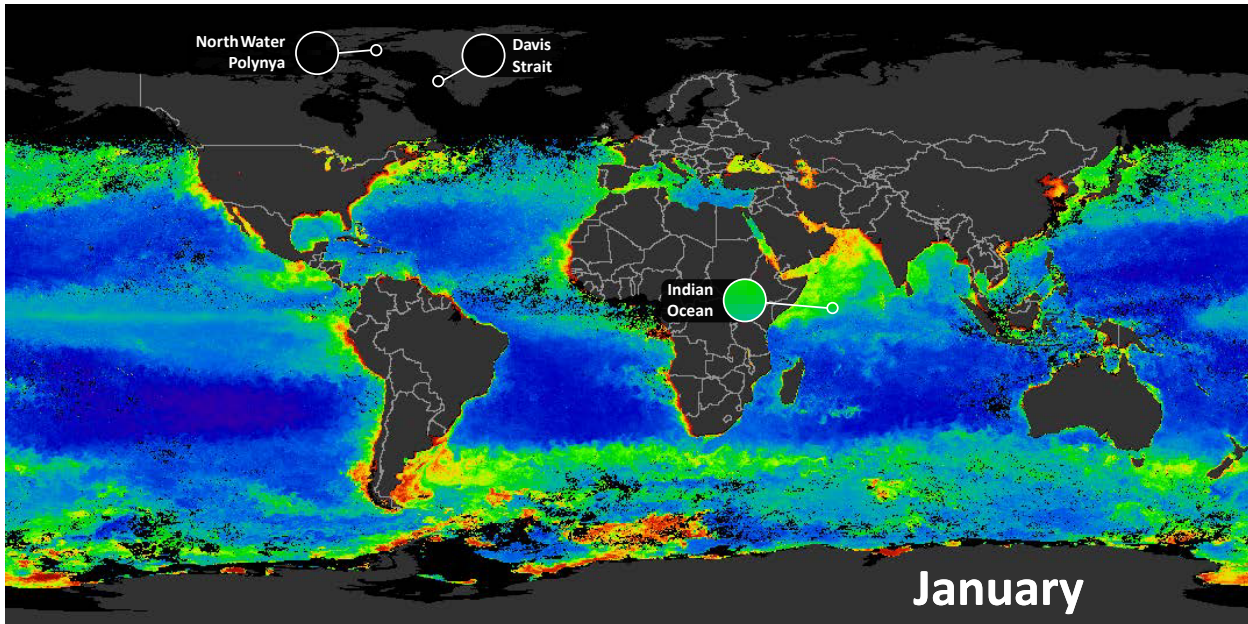 North Water
Polynya
Davis
Strait
Indian
Ocean
January